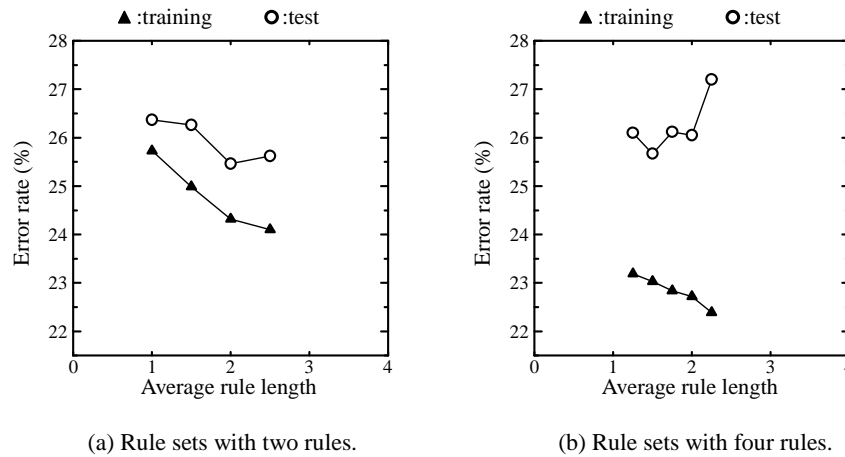 ▲ :training ○ :test
28
27
26
25
24
23
22
0 1 2 3 4
Error rate (%)
Average rule length
(a) Rule sets with two rules.
▲ :training ○ :test
28
27
26
25
24
23
22
0 1 2 3 4
Error rate (%)
Average rule length
(b) Rule sets with four rules.